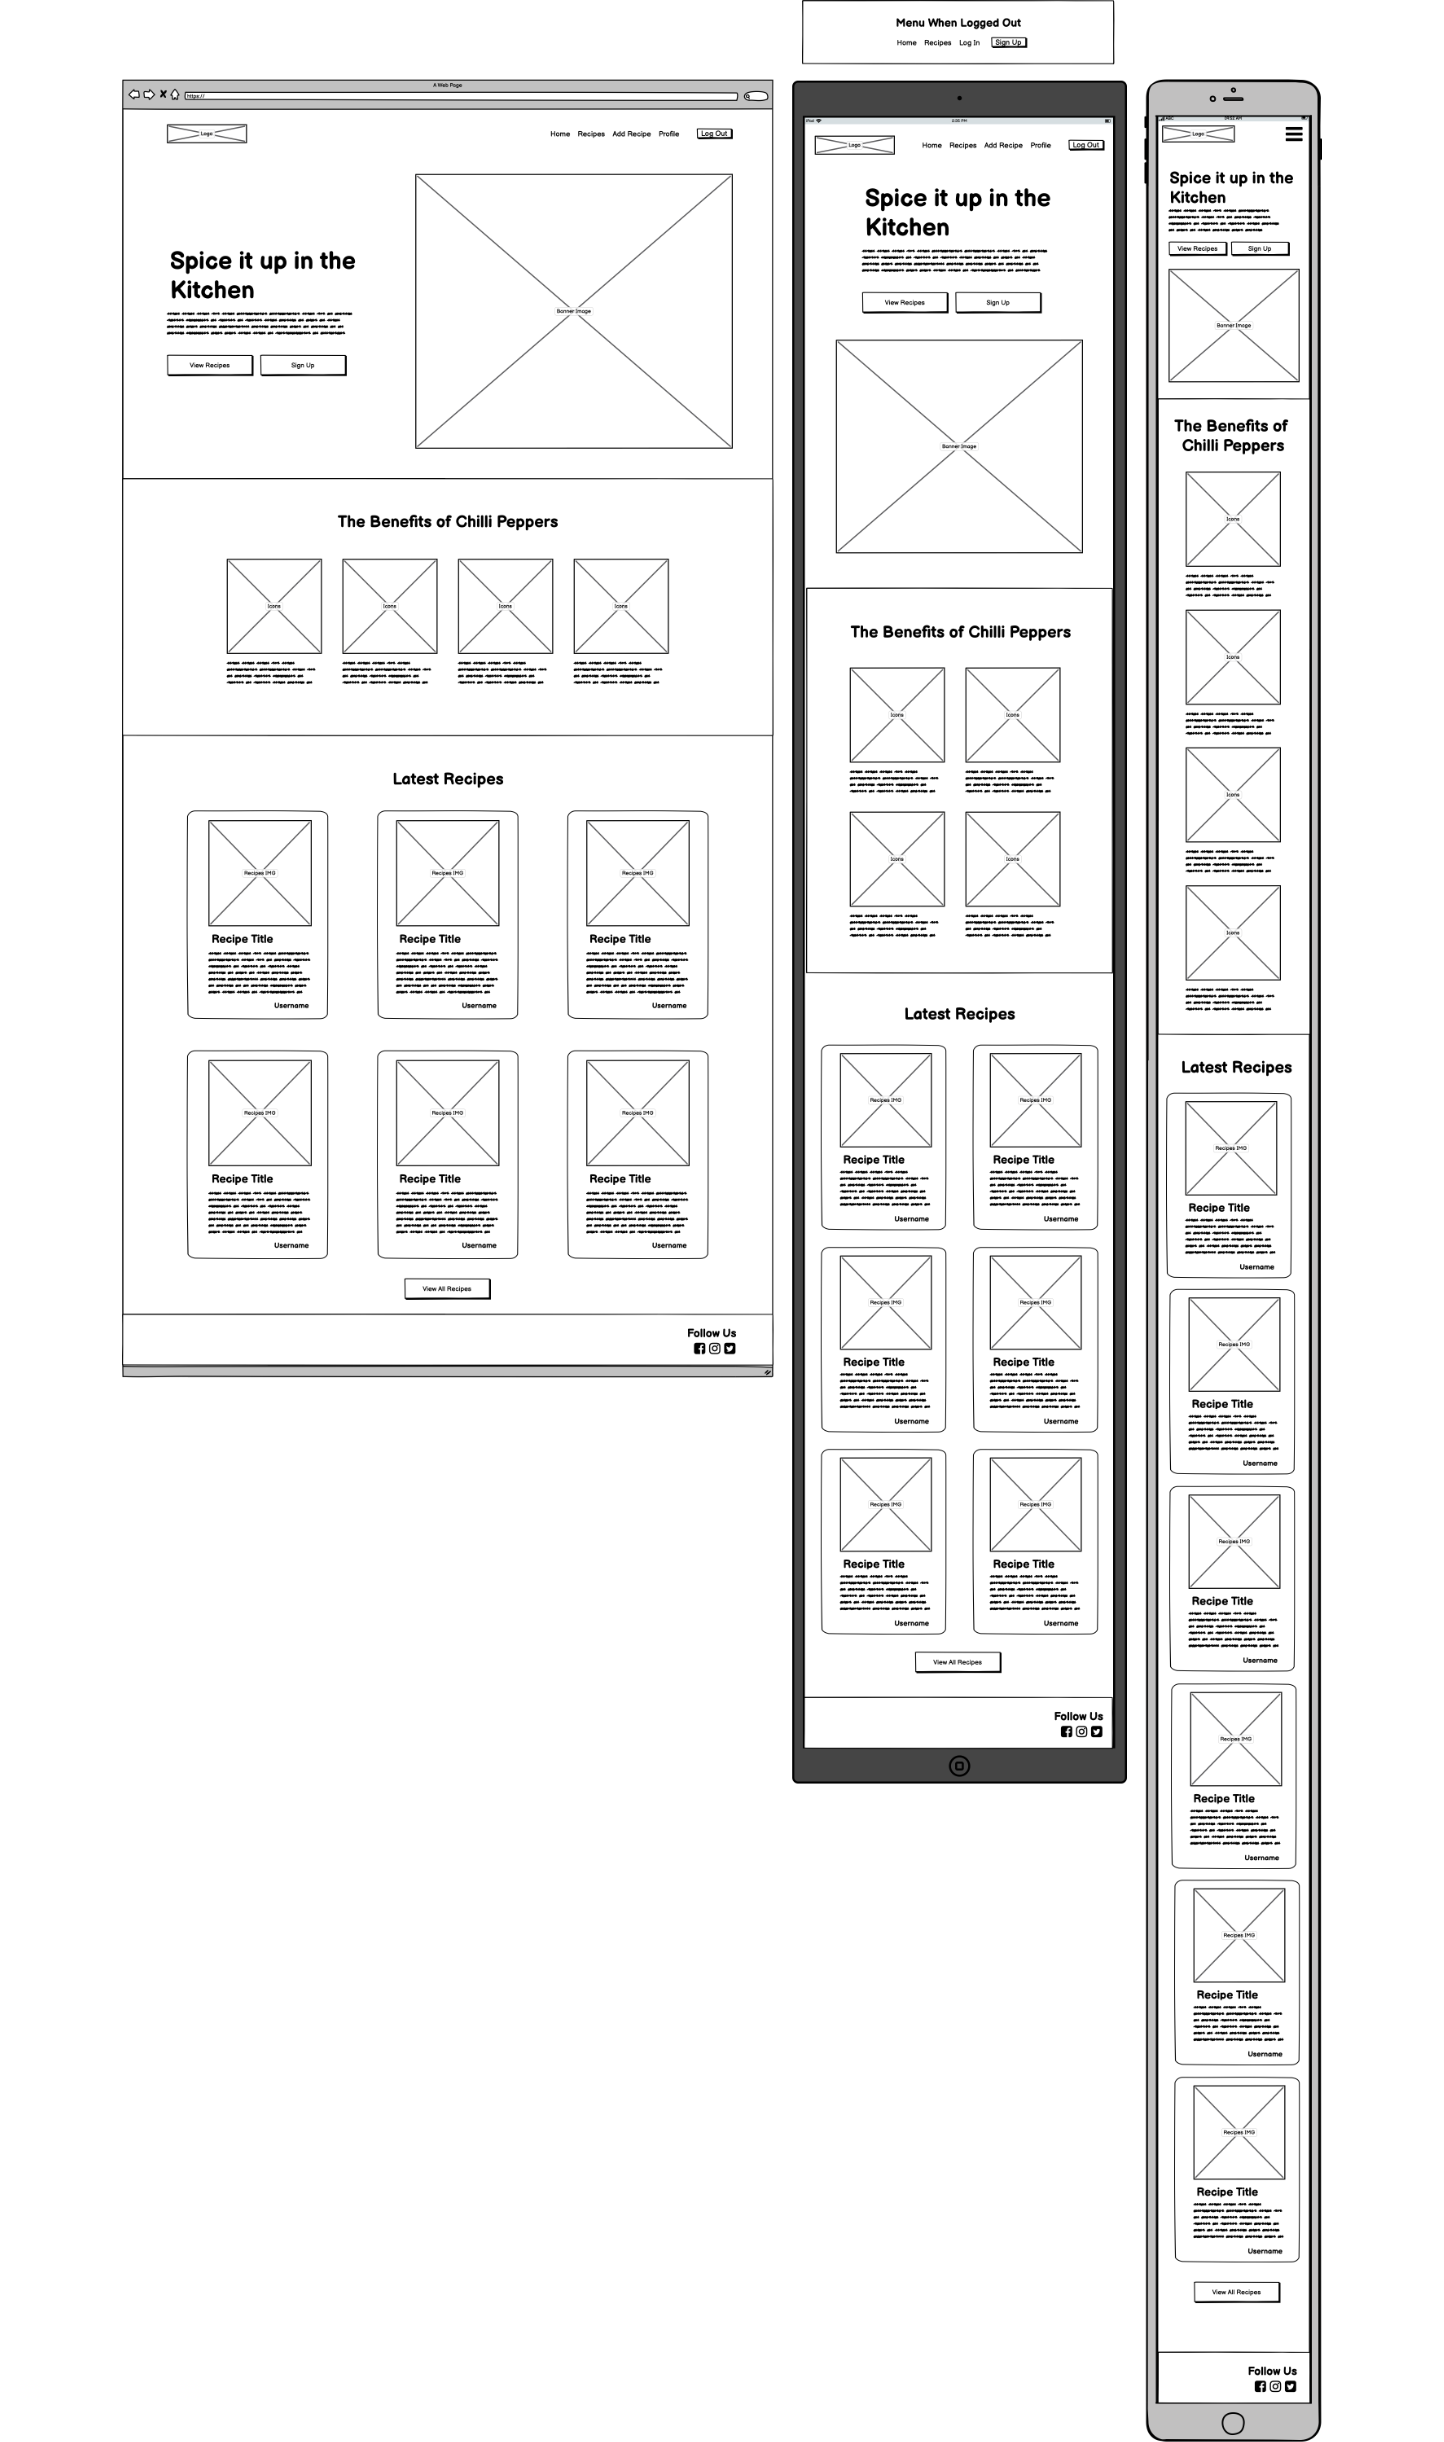 Menu When Logged Out
Home Recipes Log In Sign Up
A Web Page
https://
Logo
Home Recipes Add Recipe Profile Log Out
Spice it up in the
Kitchen
View Recipes Sign Up
Banner Image
The Benefits of Chilli Peppers
Icons Icons Icons Icons
Latest Recipes
Recipes IMG Recipes IMG Recipes IMG
Recipe Title Recipe Title Recipe Title
Username Username Username
Recipes IMG Recipes IMG Recipes IMG
Recipe Title Recipe Title Recipe Title
Username Username Username
View All Recipes
Follow Us
iPad
Logo
Home Recipes Add Recipe Profile Log Out
Spice it up in the
Kitchen
View Recipes Sign Up
Banner Image
The Benefits of Chilli Peppers
Icons Icons
Icons Icons
Latest Recipes
Recipes IMG Recipes IMG
Recipe Title Recipe Title
Username Username
Recipes IMG Recipes IMG
Recipe Title Recipe Title
Username Username
Recipes IMG Recipes IMG
Recipe Title Recipe Title
Username Username
View All Recipes
Follow Us
ABC 09:52 AM
Logo
Spice it up in the
Kitchen
View Recipes Sign Up
Banner Image
The Benefits of
Chilli Peppers
Icons
Icons
Icons
Icons
Latest Recipes
Recipes IMG
Recipe Title
Username
Recipes IMG
Recipe Title
Username
Recipes IMG
Recipe Title
Username
Recipes IMG
Recipe Title
Username
Recipes IMG
Recipe Title
Username
Recipes IMG
Recipe Title
Username
View All Recipes
Follow Us